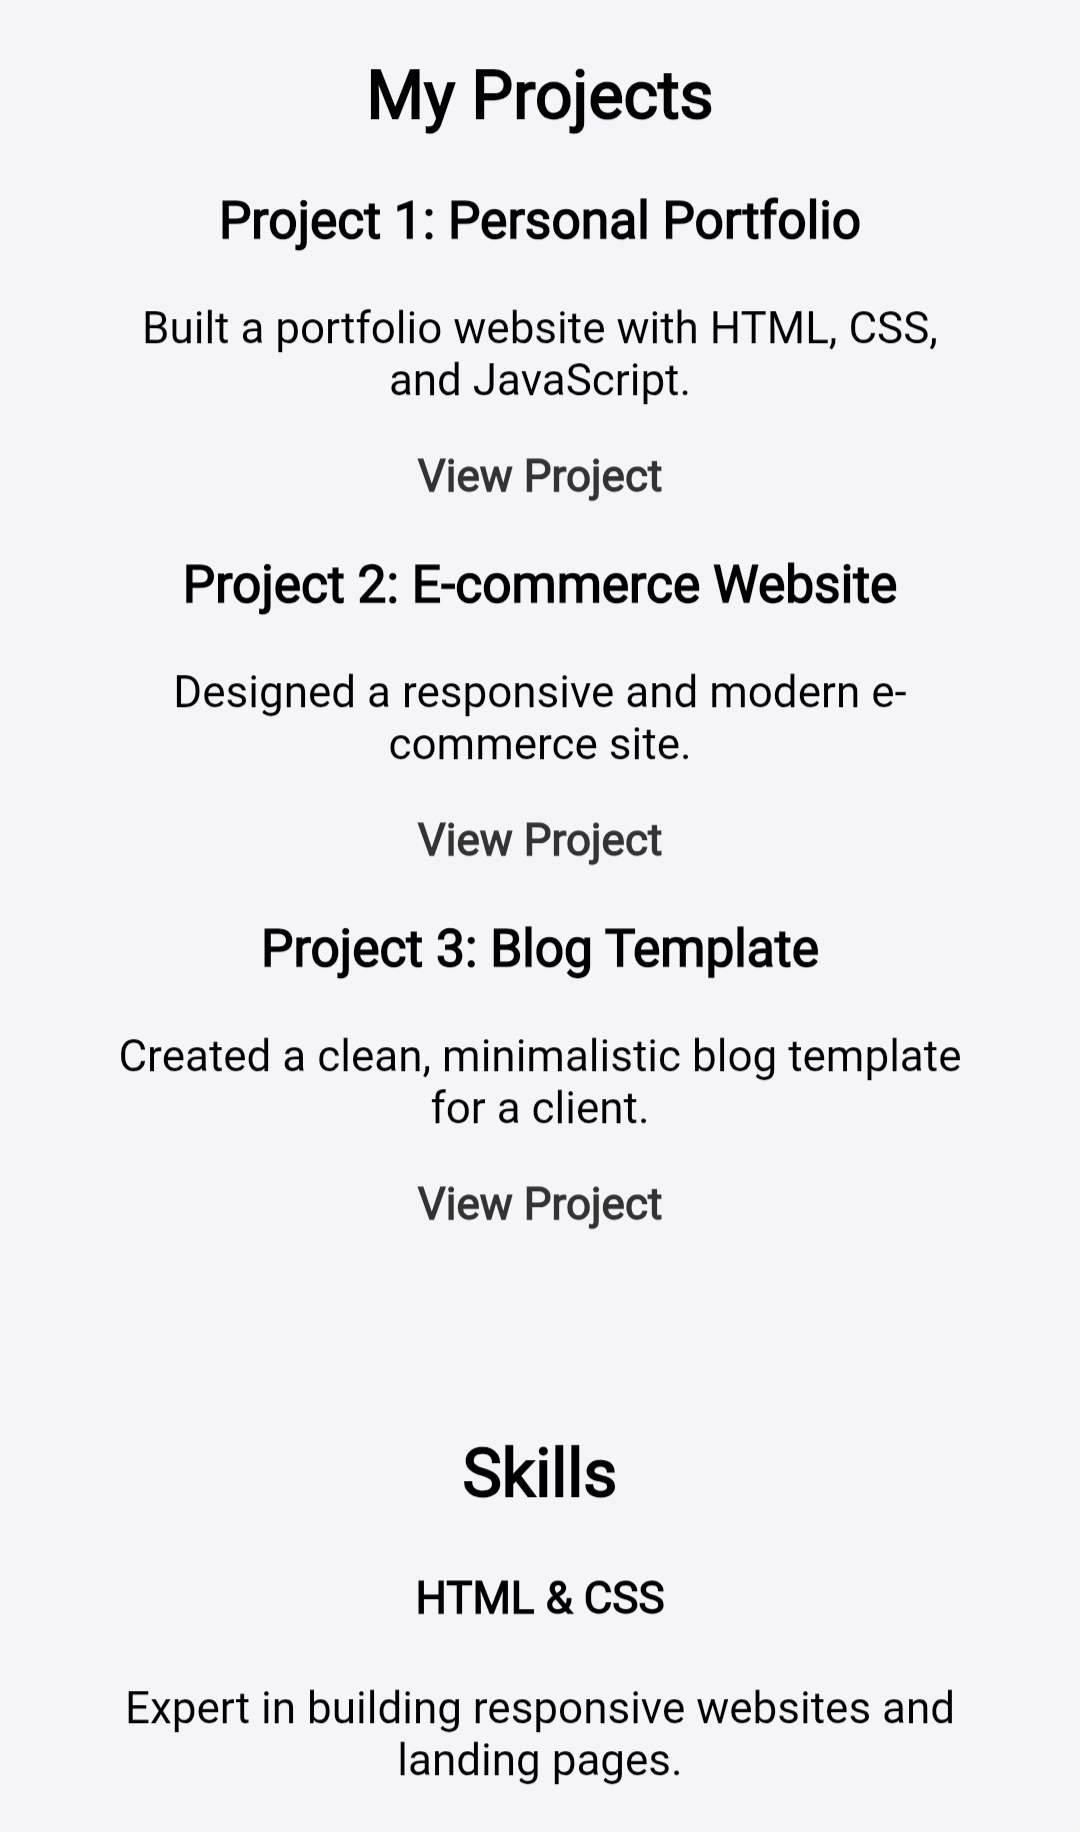 My Projects
Project 1: Personal Portfolio
Built a portfolio website with HTML, CSS,
and JavaScript.
View Project
Project 2: E-commerce Website
Designed a responsive and modern e-
commerce site.
View Project
Project 3: Blog Template
Created a clean, minimalistic blog template
for a client.
View Project
Skills
HTML & CSS
Expert in building responsive websites and
landing pages.